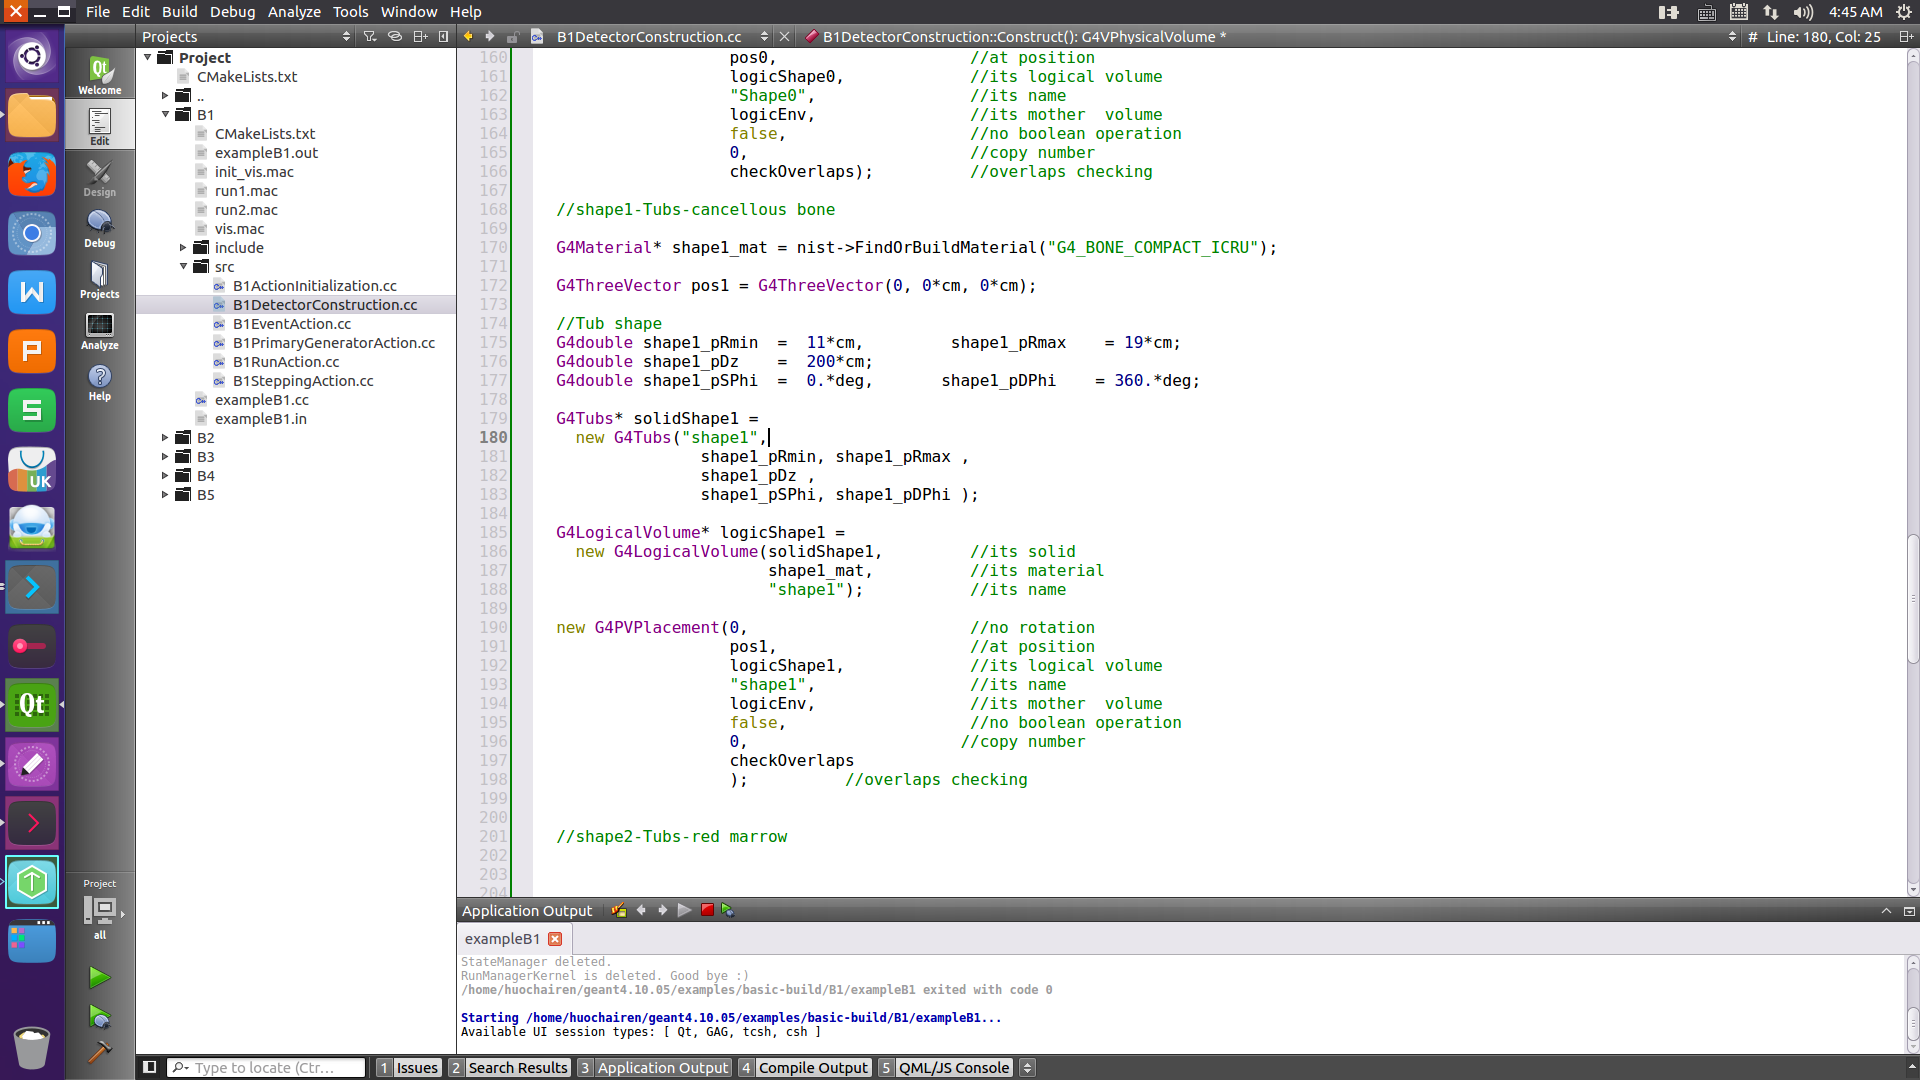 File Edit Build Debug Analyze Tools Window Help
4:45 AM
Projects
B1DetectorConstruction.cc
B1DetectorConstruction::Construct(): G4VPhysicalVolume *
# Line: 180, Col: 25
Welcome
Edit
Design
Debug
Projects
Analyze
Help
Project
all
Qt
W
P
S
UK
Qt
Project
CMakeLists.txt
..
B1
CMakeLists.txt
exampleB1.out
init_vis.mac
run1.mac
run2.mac
vis.mac
include
src
B1ActionInitialization.cc
B1DetectorConstruction.cc
B1EventAction.cc
B1PrimaryGeneratorAction.cc
B1RunAction.cc
B1SteppingAction.cc
exampleB1.cc
exampleB1.in
B2
B3
B4
B5
160 pos0, //at position
161 logicShape0, //its logical volume
162 "Shape0", //its name
163 logicEnv, //its mother  volume
164 false, //no boolean operation
165 0, //copy number
166 checkOverlaps); //overlaps checking
167
168 //shape1-Tubs-cancellous bone
169
170 G4Material* shape1_mat = nist->FindOrBuildMaterial("G4_BONE_COMPACT_ICRU");
171
172 G4ThreeVector pos1 = G4ThreeVector(0, 0*cm, 0*cm);
173
174 //Tub shape
175 G4double shape1_pRmin  =  11*cm,         shape1_pRmax    = 19*cm;
176 G4double shape1_pDz    =  200*cm;
177 G4double shape1_pSPhi  =  0.*deg,       shape1_pDPhi    = 360.*deg;
178
179 G4Tubs* solidShape1 =
180 new G4Tubs("shape1",
181 shape1_pRmin, shape1_pRmax ,
182 shape1_pDz ,
183 shape1_pSPhi, shape1_pDPhi );
184
185 G4LogicalVolume* logicShape1 =
186 new G4LogicalVolume(solidShape1, //its solid
187 shape1_mat, //its material
188 "shape1"); //its name
189
190 new G4PVPlacement(0, //no rotation
191 pos1, //at position
192 logicShape1, //its logical volume
193 "shape1", //its name
194 logicEnv, //its mother  volume
195 false, //no boolean operation
196 0, //copy number
197 checkOverlaps
198 ); //overlaps checking
199
200
201 //shape2-Tubs-red marrow
202
203
204
Application Output
exampleB1
StateManager deleted.
RunManagerKernel is deleted. Good bye :)
/home/huochairen/geant4.10.05/examples/basic-build/B1/exampleB1 exited with code 0
Starting /home/huochairen/geant4.10.05/examples/basic-build/B1/exampleB1...
Available UI session types: [ Qt, GAG, tcsh, csh ]
Type to locate (Ctr...
1 Issues 2 Search Results 3 Application Output 4 Compile Output 5 QML/JS Console